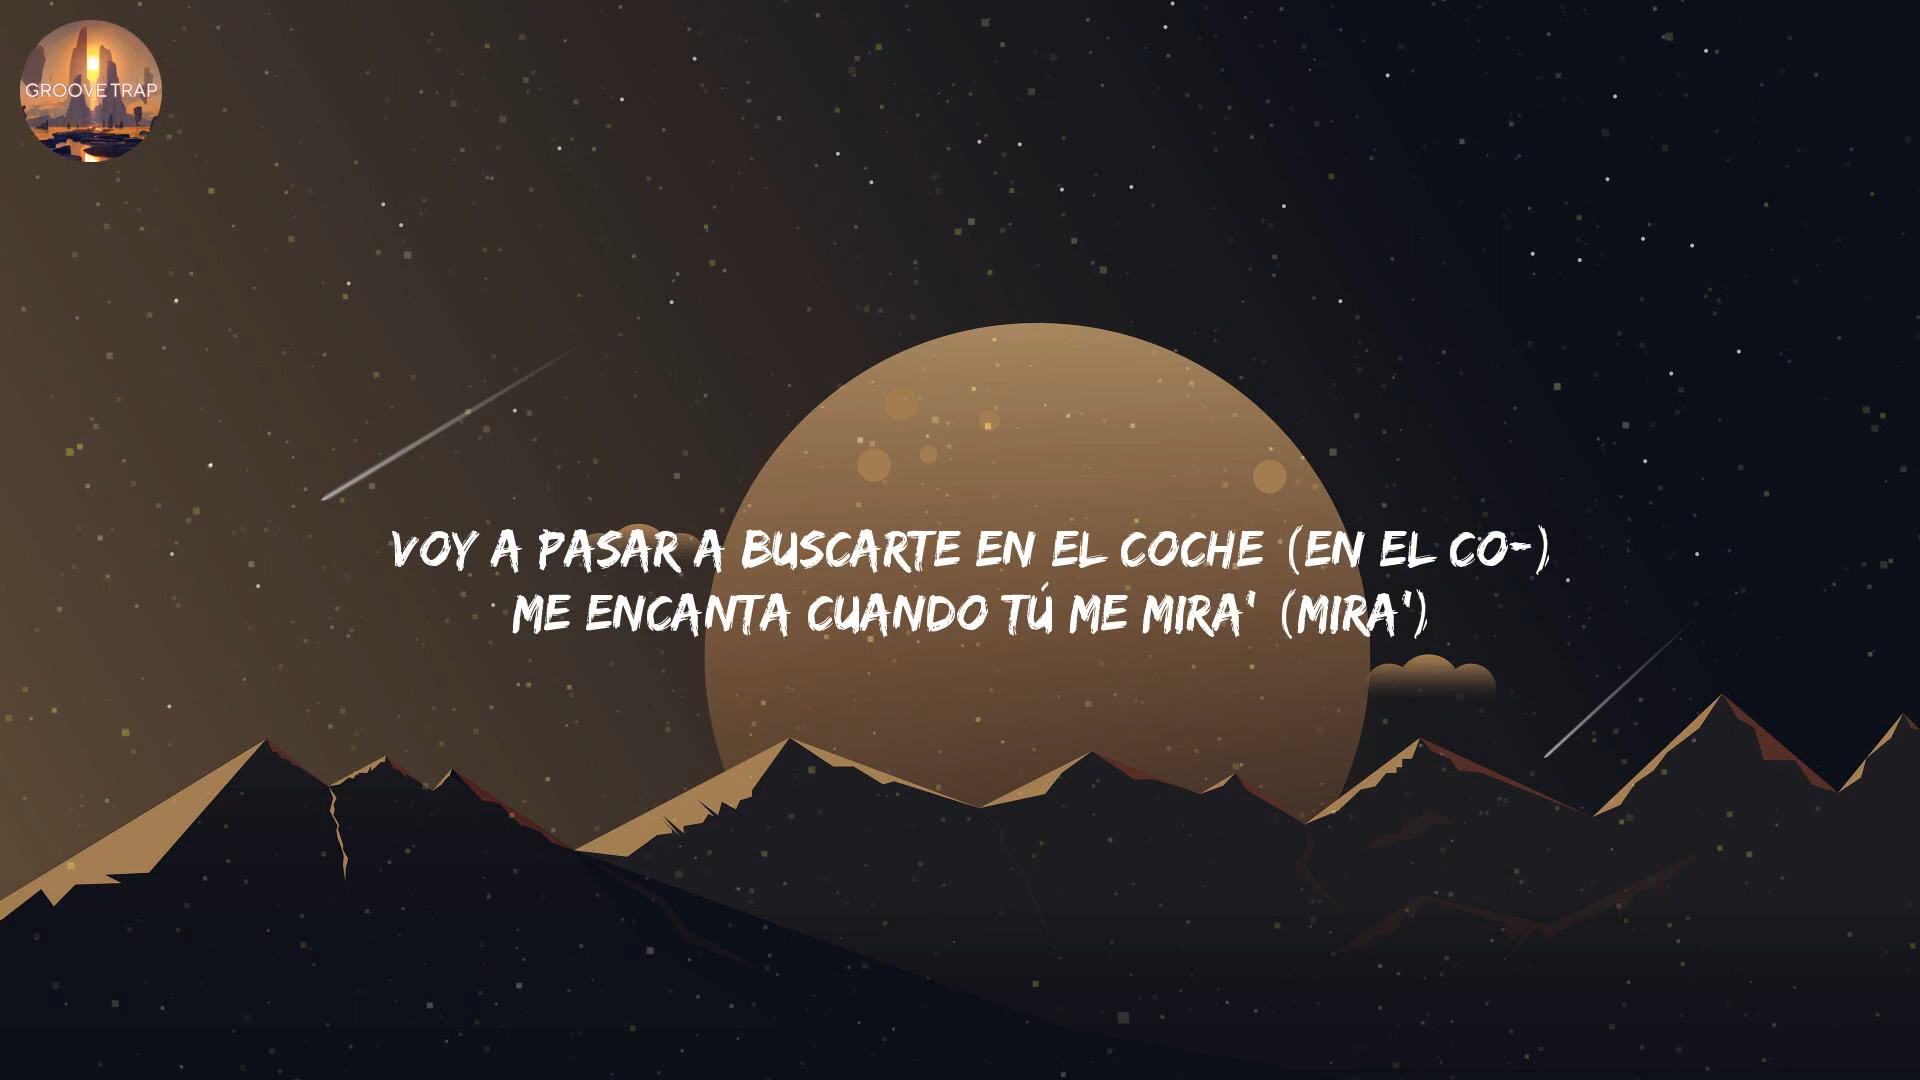 GROOVE TRAP
VOY A PASAR A BUSCARTE EN EL COCHE (EN EL CO-)
ME ENCANTA CUANDO TÚ ME MIRA' (MIRA')